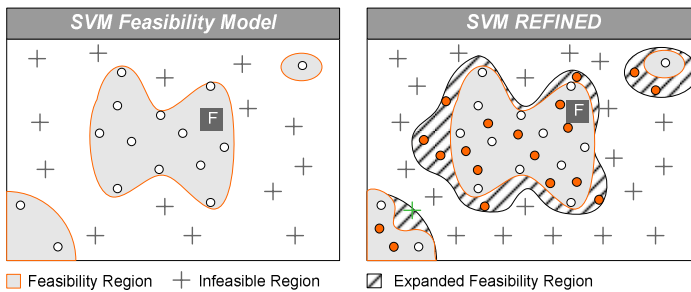 SVM Feasibility Model
SVM REFINED
F
F
Feasibility Region
Infeasible Region
Expanded Feasibility Region